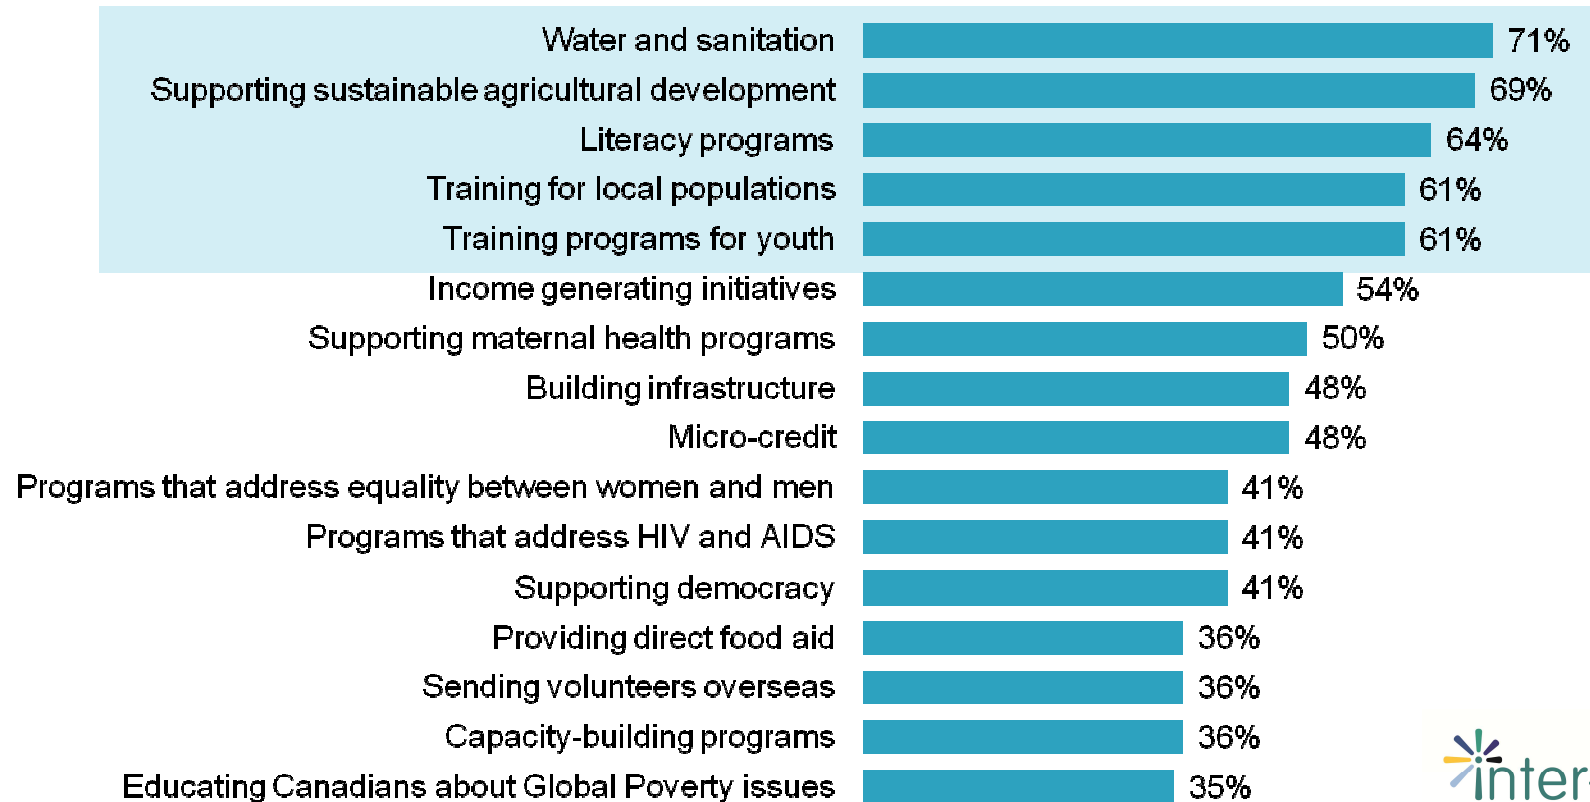 Water and sanitation 71%
Supporting sustainable agricultural development 69%
Literacy programs 64%
Training for local populations 61%
Training programs for youth 61%
Income generating initiatives 54%
Supporting maternal health programs 50%
Building infrastructure 48%
Micro-credit 48%
Programs that address equality between women and men 41%
Programs that address HIV and AIDS 41%
Supporting democracy 41%
Providing direct food aid 36%
Sending volunteers overseas 36%
Capacity-building programs 36%
Educating Canadians about Global Poverty issues 35%
inter